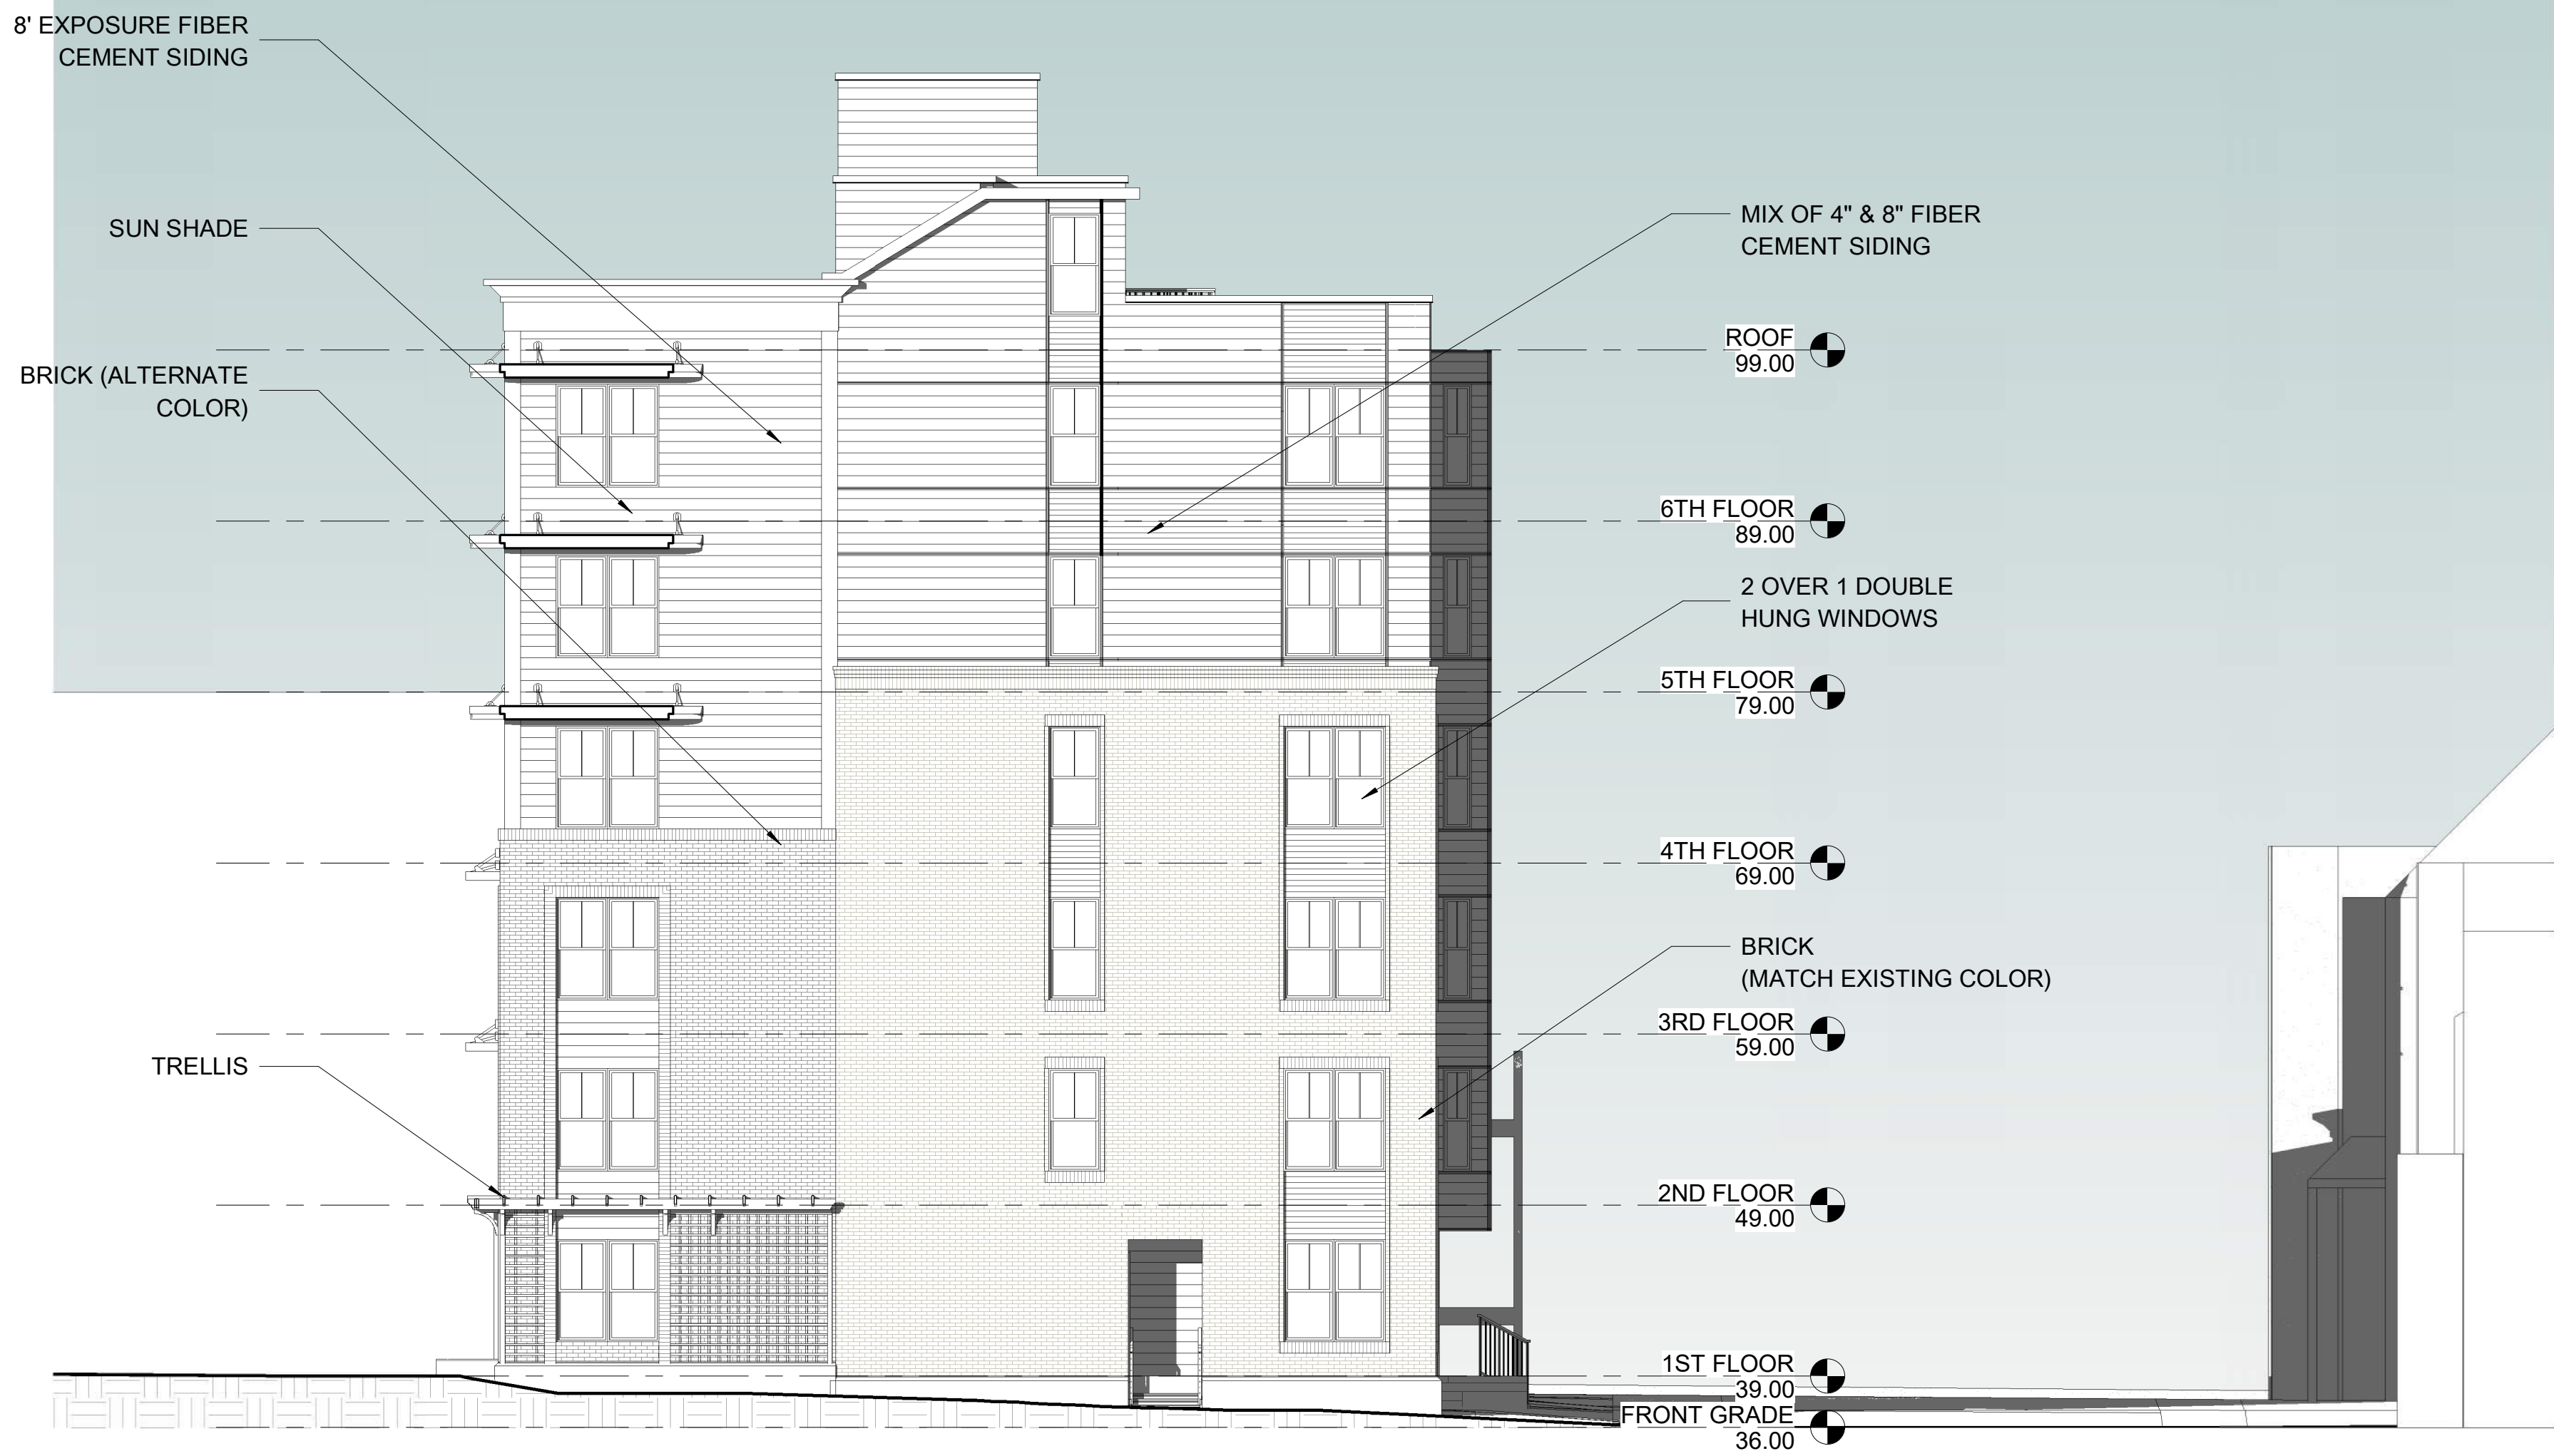 8' EXPOSURE FIBER
CEMENT SIDING
SUN SHADE
BRICK (ALTERNATE
COLOR)
TRELLIS
MIX OF 4" & 8" FIBER
CEMENT SIDING
ROOF
99.00
6TH FLOOR
89.00
2 OVER 1 DOUBLE
HUNG WINDOWS
5TH FLOOR
79.00
4TH FLOOR
69.00
BRICK
(MATCH EXISTING COLOR)
3RD FLOOR
59.00
2ND FLOOR
49.00
1ST FLOOR
39.00
FRONT GRADE
36.00